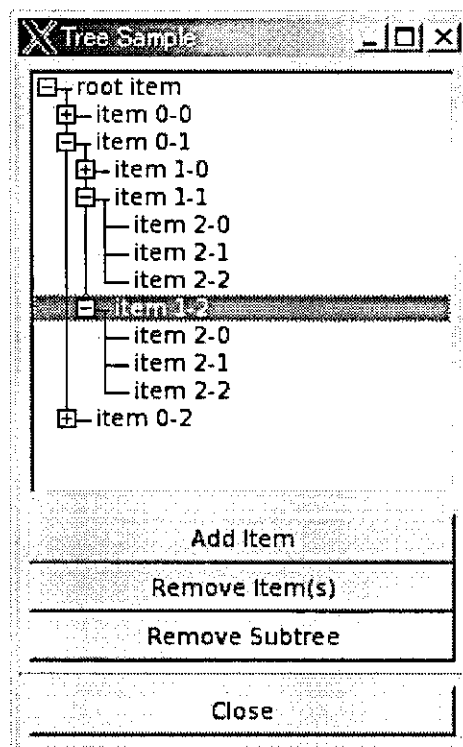 Tree Sample
root item
item 0-0
item 0-1
item 1-0
item 1-1
item 2-0
item 2-1
item 2-2
item 1-2
item 2-0
item 2-1
item 2-2
item 0-2
Add Item
Remove Item(s)
Remove Subtree
Close